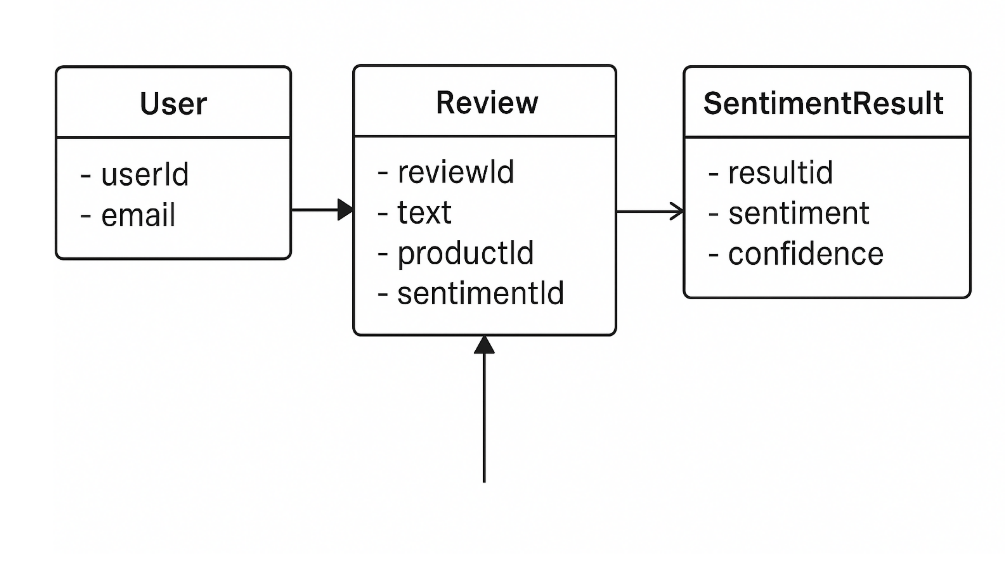 User
- userId
- email
Review
- reviewId
- text
- productId
- sentimentId
SentimentResult
- resultid
- sentiment
- confidence